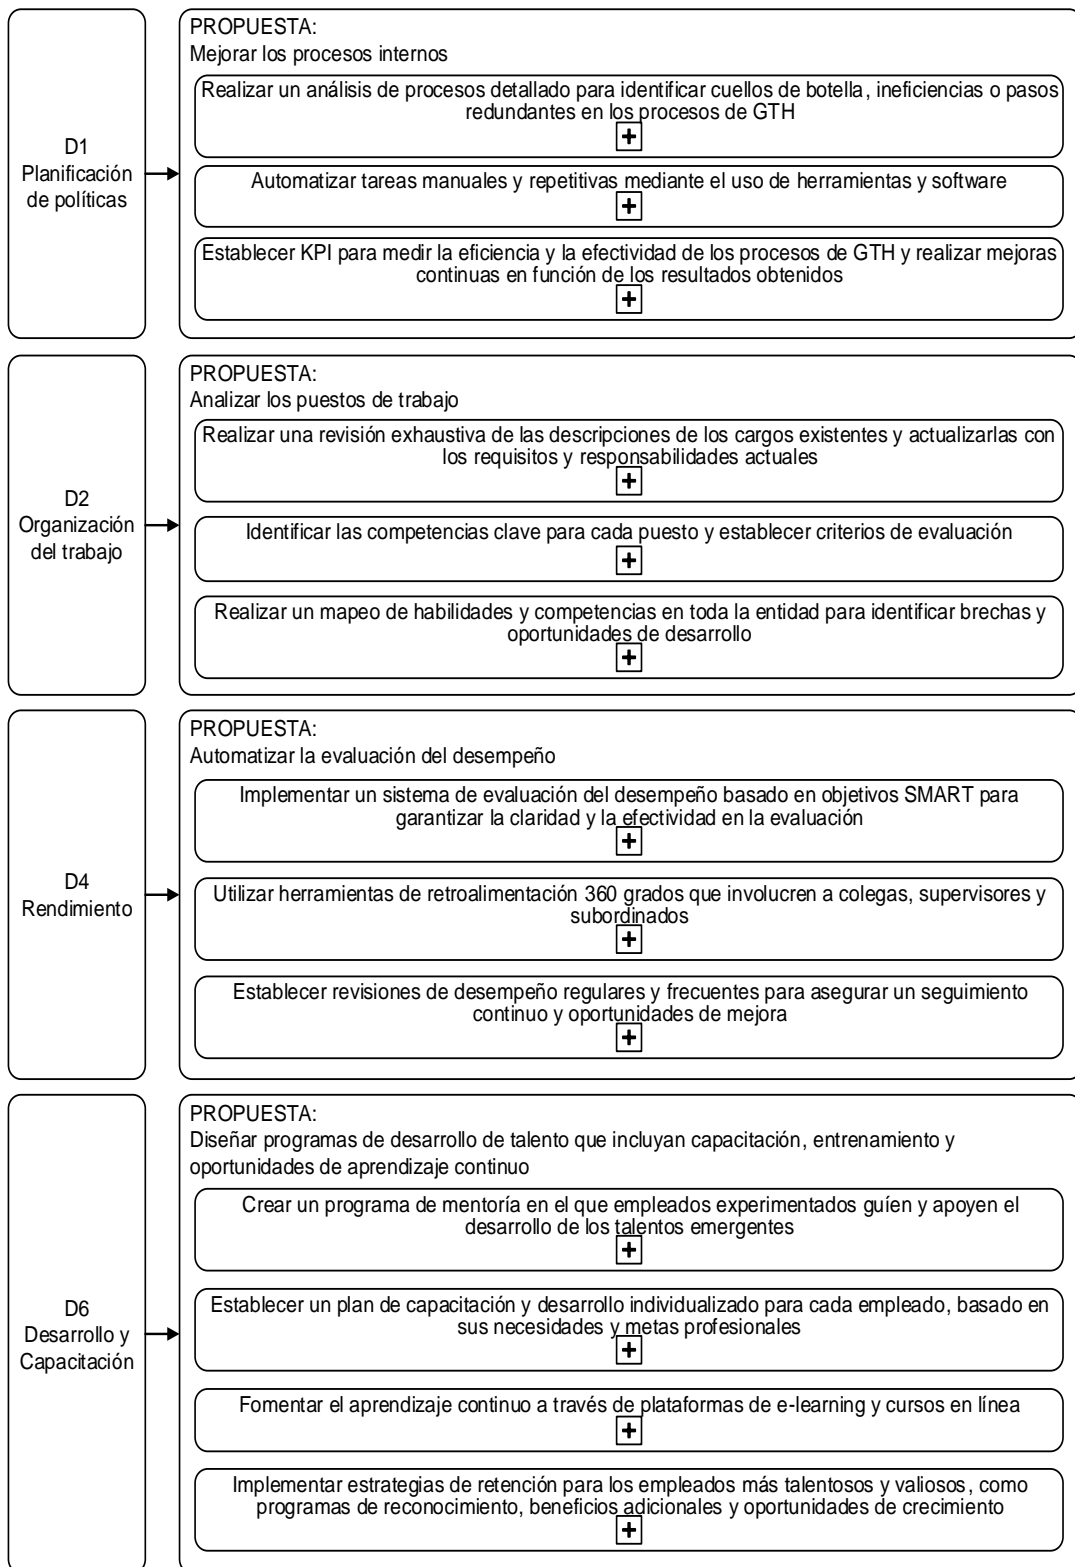 D1
Planificación
de políticas
PROPUESTA:
Mejorar los procesos internos
Realizar un análisis de procesos detallado para identificar cuellos de botella, ineficiencias o pasos
redundantes en los procesos de GTH
Automatizar tareas manuales y repetitivas mediante el uso de herramientas y software
Establecer KPI para medir la eficiencia y la efectividad de los procesos de GTH y realizar mejoras
continuas en función de los resultados obtenidos
D2
Organización
del trabajo
PROPUESTA:
Analizar los puestos de trabajo
Realizar una revisión exhaustiva de las descripciones de los cargos existentes y actualizarlas con
los requisitos y responsabilidades actuales
Identificar las competencias clave para cada puesto y establecer criterios de evaluación
Realizar un mapeo de habilidades y competencias en toda la entidad para identificar brechas y
oportunidades de desarrollo
D4
Rendimiento
PROPUESTA:
Automatizar la evaluación del desempeño
Implementar un sistema de evaluación del desempeño basado en objetivos SMART para
garantizar la claridad y la efectividad en la evaluación
Utilizar herramientas de retroalimentación 360 grados que involucren a colegas, supervisores y
subordinados
Establecer revisiones de desempeño regulares y frecuentes para asegurar un seguimiento
continuo y oportunidades de mejora
D6
Desarrollo y
Capacitación
PROPUESTA:
Diseñar programas de desarrollo de talento que incluyan capacitación, entrenamiento y
oportunidades de aprendizaje continuo
Crear un programa de mentoría en el que empleados experimentados guíen y apoyen el
desarrollo de los talentos emergentes
Establecer un plan de capacitación y desarrollo individualizado para cada empleado, basado en
sus necesidades y metas profesionales
Fomentar el aprendizaje continuo a través de plataformas de e-learning y cursos en línea
Implementar estrategias de retención para los empleados más talentosos y valiosos, como
programas de reconocimiento, beneficios adicionales y oportunidades de crecimiento